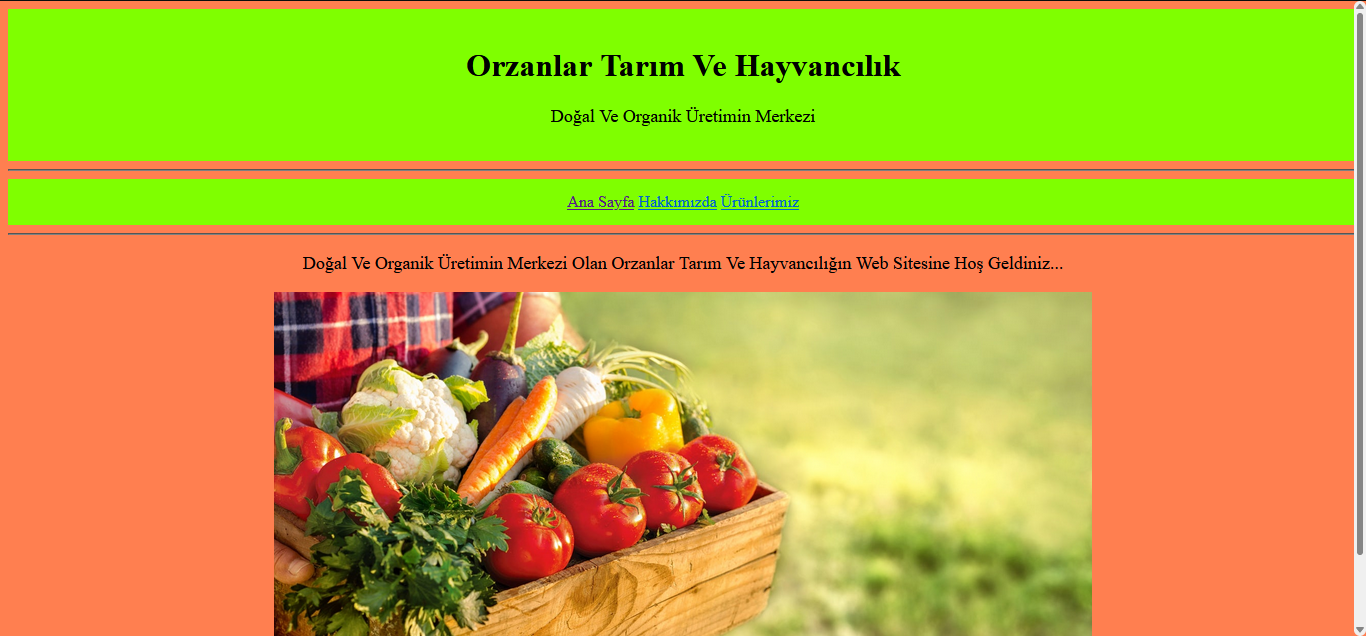 Orzanlar Tarım Ve Hayvancılık
Doğal Ve Organik Üretimin Merkezi
Ana Sayfa Hakkımızda Ürünlerimiz
Doğal Ve Organik Üretimin Merkezi Olan Orzanlar Tarım Ve Hayvancılığın Web Sitesine Hoş Geldiniz...